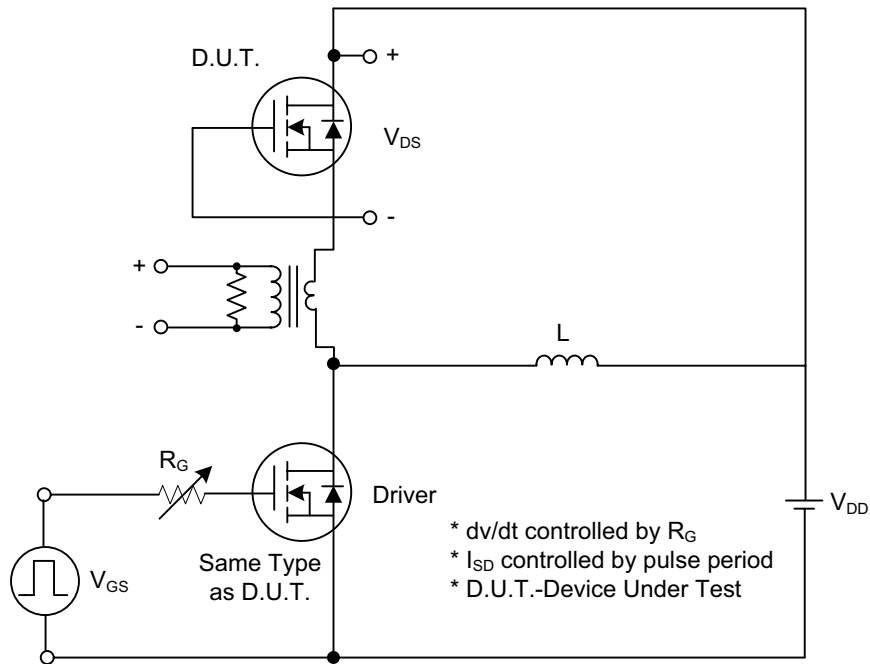 D.U.T.
+
VDS
-
+
-
L
RG
Driver
VDD
VGS
Same Type
as D.U.T.
* dv/dt controlled by RG
* ISD controlled by pulse period
* D.U.T.-Device Under Test